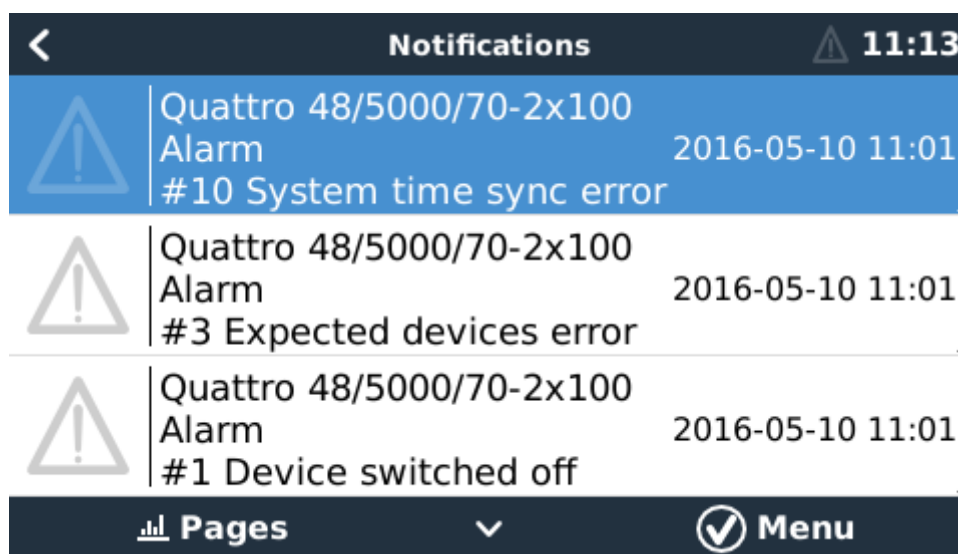 Notifications
11:13
Quattro 48/5000/70-2x100
Alarm
2016-05-10 11:01
#10 System time sync error
Quattro 48/5000/70-2x100
Alarm
2016-05-10 11:01
#3 Expected devices error
Quattro 48/5000/70-2x100
Alarm
2016-05-10 11:01
#1 Device switched off
Pages
Menu